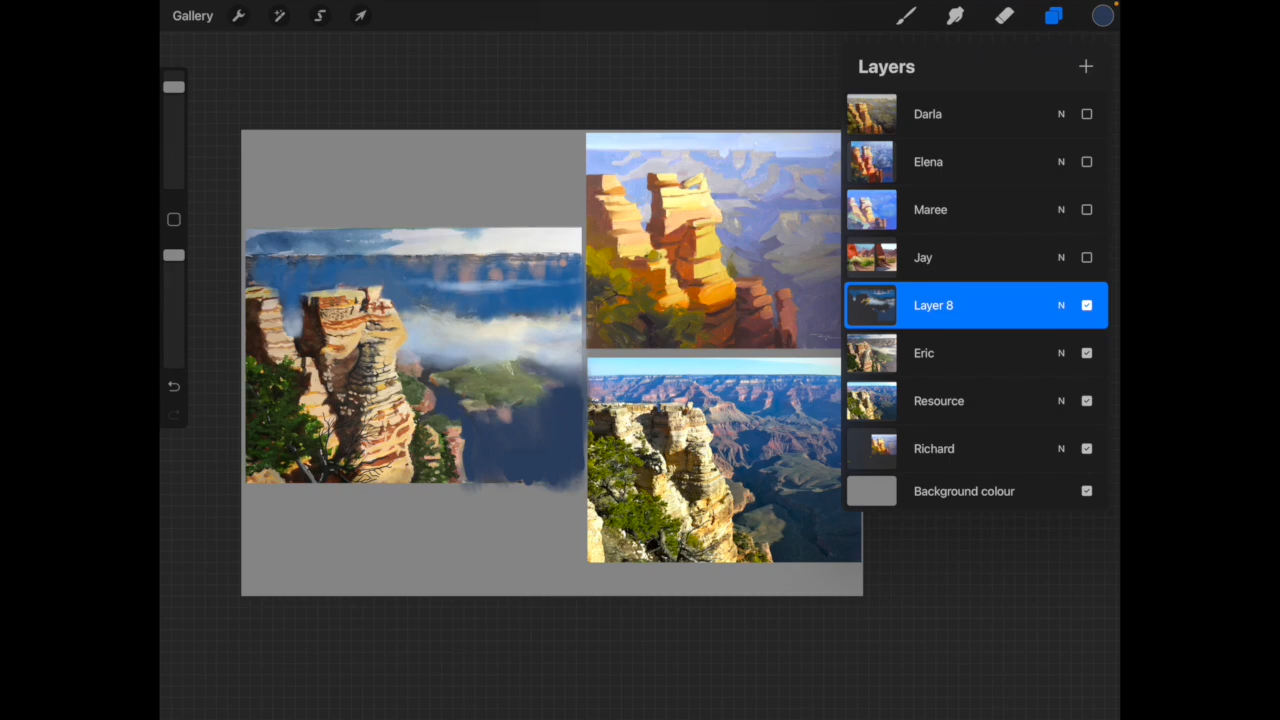 Gallery
Layers
Darla N
Elena N
Maree N
Jay N
Layer 8 N
Eric N
Resource N
Richard N
Background colour